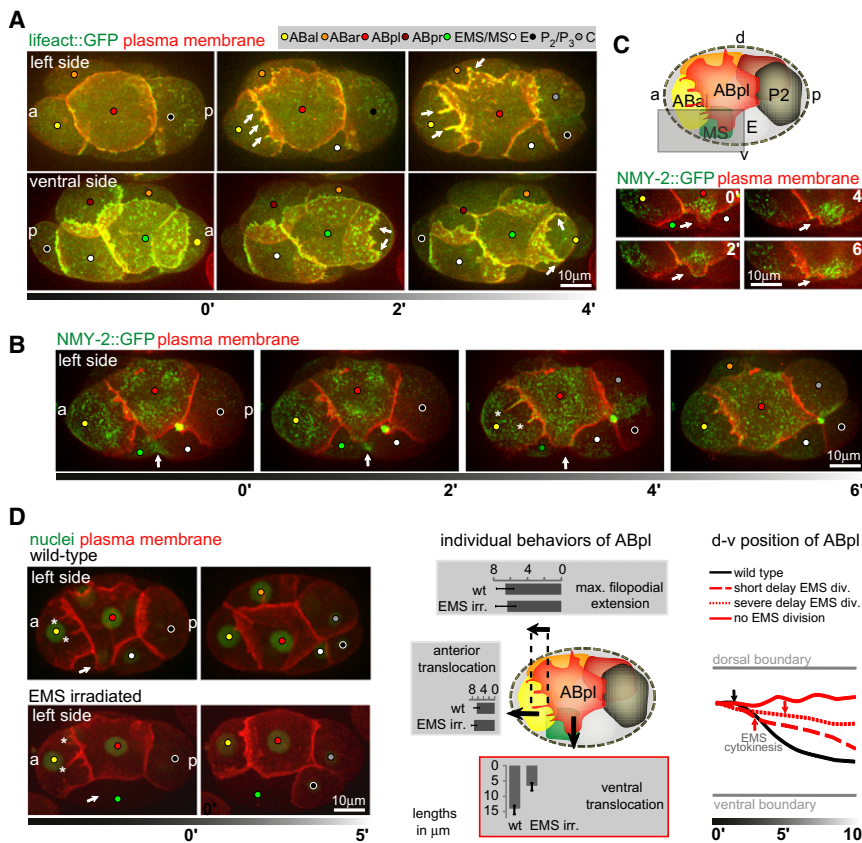 A
lifeact::GFP plasma membrane
ABal ABar ABpl ABpr EMS/MS E P2/P3 C
left side
a
p
ventral side
p
a
10μm
0' 2' 4'
B
NMY-2::GFP plasma membrane
left side
a
p
* *
10μm
0' 2' 4' 6'
C
d
a
p
v
ABa
ABpl
P2
MS
E
NMY-2::GFP plasma membrane
0'
4'
2'
6'
10μm
D
nuclei plasma membrane
wild-type
left side
a
p
*
*
EMS irradiated
left side
a
p
*
*
0'
10μm
0' 5'
individual behaviors of ABpl
8 0
wt
EMS irr.
max. filopodial
extension
anterior
translocation
8 4 0
wt
EMS irr.
ABpl
0
5
10
15
wt EMS irr.
ventral
translocation
lengths
in μm
d-v position of ABpl
wild type
short delay EMS div.
severe delay EMS div.
no EMS division
dorsal boundary
EMS
cytokinesis
ventral boundary
0' 5' 10